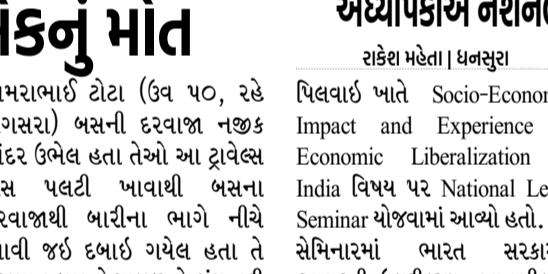 કનું મોત
મરાભાઈ ટોટા (ઉવ ૫૦, રહે
ગસરા) બસની દરવાજા નજીક
ંદર ઉભેલ હતા તેઓ આ ટ્રાવેલ્સ
સ પલટી ખાવાથી બસના
રવાજાથી બારીના ભાગે નીચે
ાવી જઇ દબાઇ ગયેલ હતા તે
અધ્યાપકોએ નેશનલ
રાકેશ મહેતા | ધનસુરા
પિલવાઇ ખાતે Socio-Econor
Impact and Experience
Economic Liberalization
India વિષય પર National Le
Seminar યોજવામાં આવ્યો હતો.
સેમિનારમાં ભારત સરકા